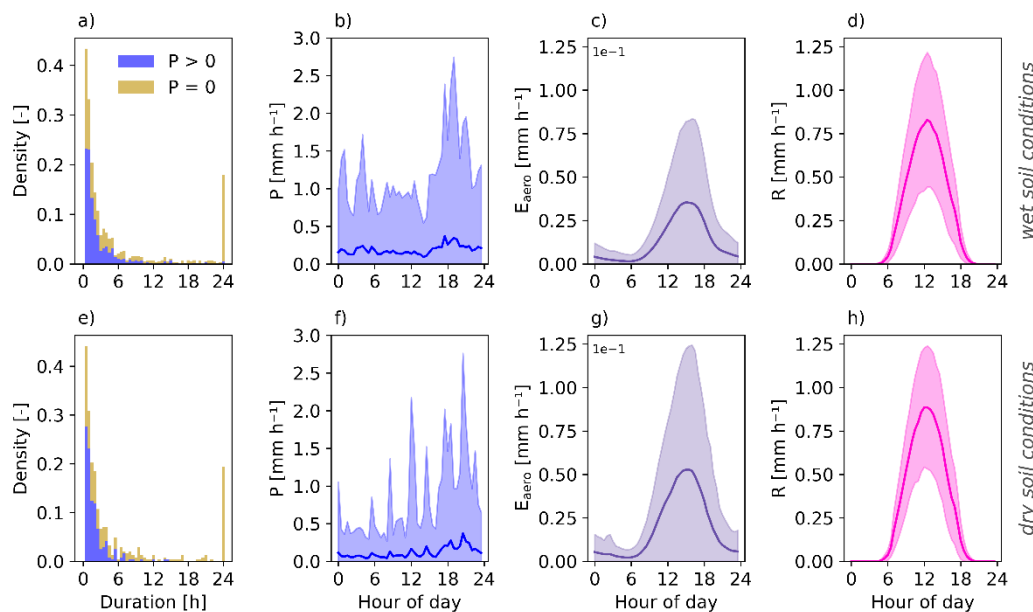 a)
b)
c)
d)
Density [-]
0.4
0.3
0.2
0.1
0.0
P > 0
P = 0
0 6 12 18 24
P [mm h⁻¹]
3.0
2.5
2.0
1.5
1.0
0.5
0.0
0 6 12 18 24
E_aero [mm h⁻¹]
1e−1
1.25
1.00
0.75
0.50
0.25
0.00
0 6 12 18 24
R [mm h⁻¹]
1.25
1.00
0.75
0.50
0.25
0.00
0 6 12 18 24
wet soil conditions
e)
f)
g)
h)
Density [-]
0.4
0.3
0.2
0.1
0.0
0 6 12 18 24
Duration [h]
P [mm h⁻¹]
3.0
2.5
2.0
1.5
1.0
0.5
0.0
0 6 12 18 24
Hour of day
E_aero [mm h⁻¹]
1e−1
1.25
1.00
0.75
0.50
0.25
0.00
0 6 12 18 24
Hour of day
R [mm h⁻¹]
1.25
1.00
0.75
0.50
0.25
0.00
0 6 12 18 24
Hour of day
dry soil conditions